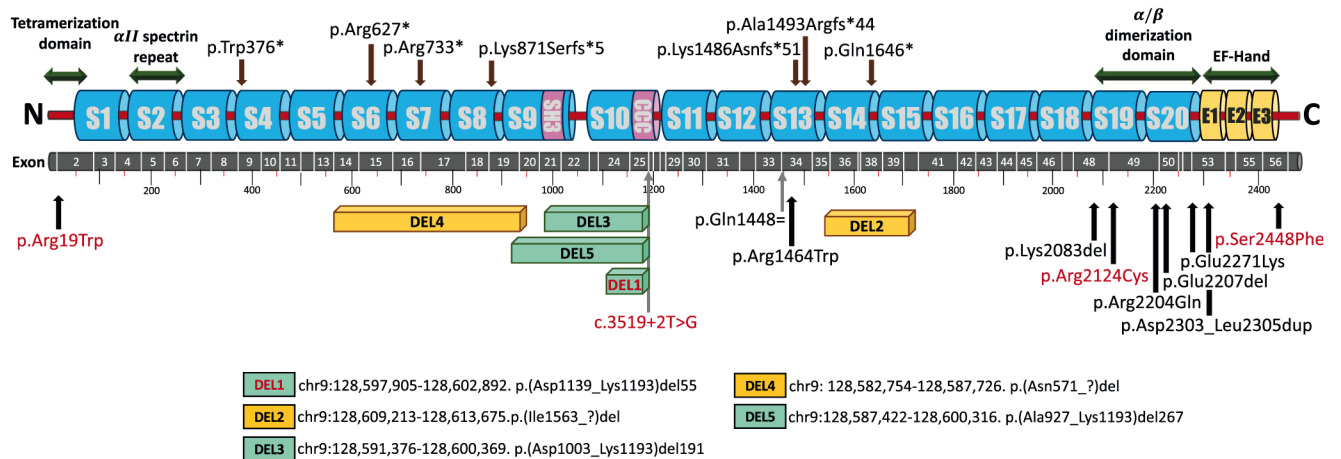 Tetramerization
domain
αII spectrin
repeat
p.Trp376*
p.Arg627*
p.Arg733*
p.Lys871Serfs*5
p.Ala1493Argfs*44
p.Lys1486Asnfs*51
p.Gln1646*
α/β
dimerization
domain
EF-Hand
N S1 S2 S3 S4 S5 S6 S7 S8 S9 SH3 S10 CCC S11 S12 S13 S14 S15 S16 S17 S18 S19 S20 E1 E2 E3 C
Exon 2 3 4 5 6 7 8 9 10 11 13 14 15 16 17 18 19 20 21 22 24 25 29 30 31 33 34 35 36 38 39 41 42 43 44 45 46 48 49 50 53 55 56
200 400 600 800 1000 1200 1400 1600 1800 2000 2200 2400
p.Arg19Trp
DEL4
DEL3
DEL5
DEL1
c.3519+2T>G
p.Gln1448=
p.Arg1464Trp
DEL2
p.Lys2083del
p.Arg2124Cys
p.Arg2204Gln
p.Ser2448Phe
p.Glu2271Lys
p.Glu2207del
p.Asp2303_Leu2305dup
DEL1 chr9:128,597,905-128,602,892. p.(Asp1139_Lys1193)del55
DEL2 chr9:128,609,213-128,613,675.p.(Ile1563_?)del
DEL3 chr9:128,591,376-128,600,369. p.(Asp1003_Lys1193)del191
DEL4 chr9: 128,582,754-128,587,726. p.(Asn571_?)del
DEL5 chr9:128,587,422-128,600,316. p.(Ala927_Lys1193)del267